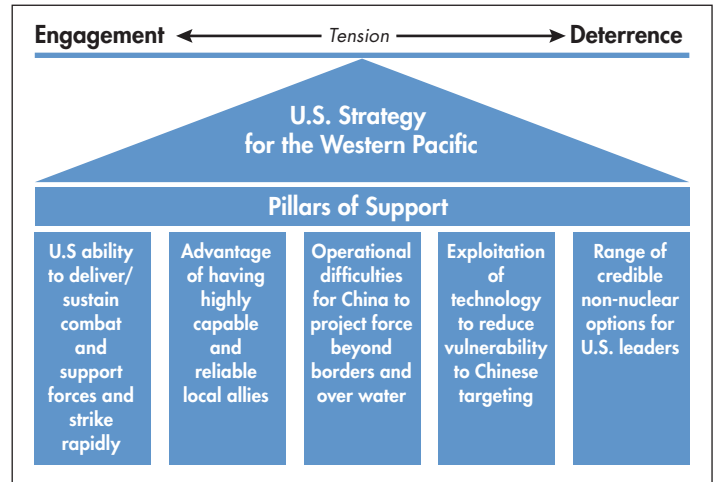 Engagement Tension Deterrence
U.S. Strategy
for the Western Pacific
Pillars of Support
U.S ability
to deliver/
sustain
combat
and
support
forces and
strike
rapidly
Advantage
of having
highly
capable
and
reliable
local allies
Operational
difficulties
for China to
project force
beyond
borders and
over water
Exploitation
of
technology
to reduce
vulnerability
to Chinese
targeting
Range of
credible
non-nuclear
options for
U.S. leaders